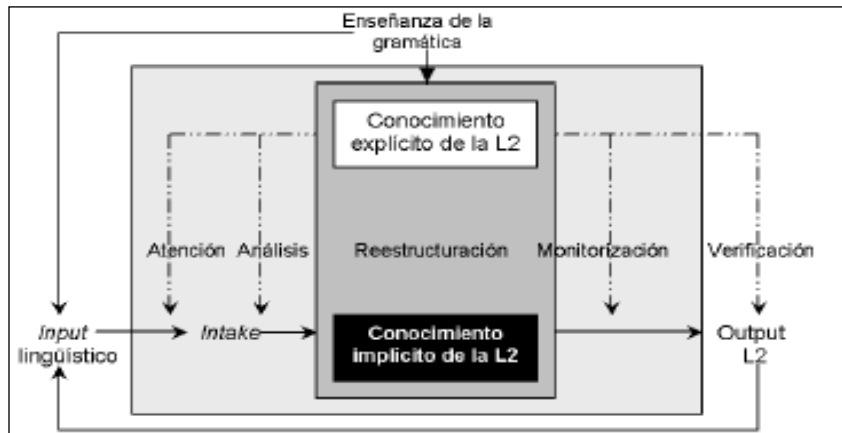 Enseñanza de la
gramática
Conocimiento
explícito de la L2
Atención Análisis Reestructuración Monitorización Verificación
Input
lingüístico
Intake
Conocimiento
implícito de la L2
Output
L2